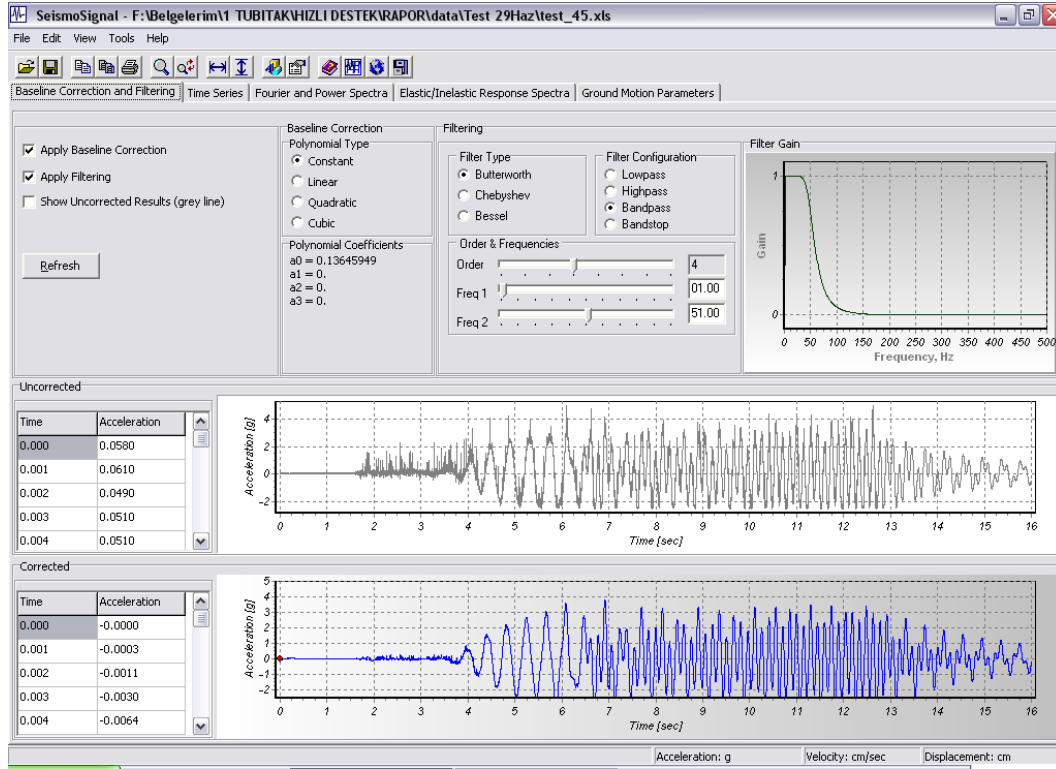 SeismoSignal - F:\Belgelerim\1 TUBITAK\HIZLI DESTEK\RAPOR\data\Test 29Haz\test_45.xls
File Edit View Tools Help
Baseline Correction and Filtering Time Series Fourier and Power Spectra Elastic/Inelastic Response Spectra Ground Motion Parameters
Apply Baseline Correction
Apply Filtering
Show Uncorrected Results (grey line)
Refresh
Baseline Correction
Polynomial Type
Constant
Linear
Quadratic
Cubic
Polynomial Coefficients
a0 = 0.13645949
a1 = 0.
a2 = 0.
a3 = 0.
Filtering
Filter Type
Butterworth
Chebyshev
Bessel
Filter Configuration
Lowpass
Highpass
Bandpass
Bandstop
Order & Frequencies
Order 4
Freq 1 01.00
Freq 2 51.00
Filter Gain
1
Gain
0
0 50 100 150 200 250 300 350 400 450 500
Frequency, Hz
Uncorrected
Time Acceleration
0.000 0.0580
0.001 0.0610
0.002 0.0490
0.003 0.0510
0.004 0.0510
Acceleration [g]
4
2
0
-2
0 1 2 3 4 5 6 7 8 9 10 11 12 13 14 15 16
Time [sec]
Corrected
Time Acceleration
0.000 -0.0000
0.001 -0.0003
0.002 -0.0011
0.003 -0.0030
0.004 -0.0064
Acceleration [g]
5
4
3
2
1
0
-1
-2
0 1 2 3 4 5 6 7 8 9 10 11 12 13 14 15 16
Time [sec]
Acceleration: g Velocity: cm/sec Displacement: cm